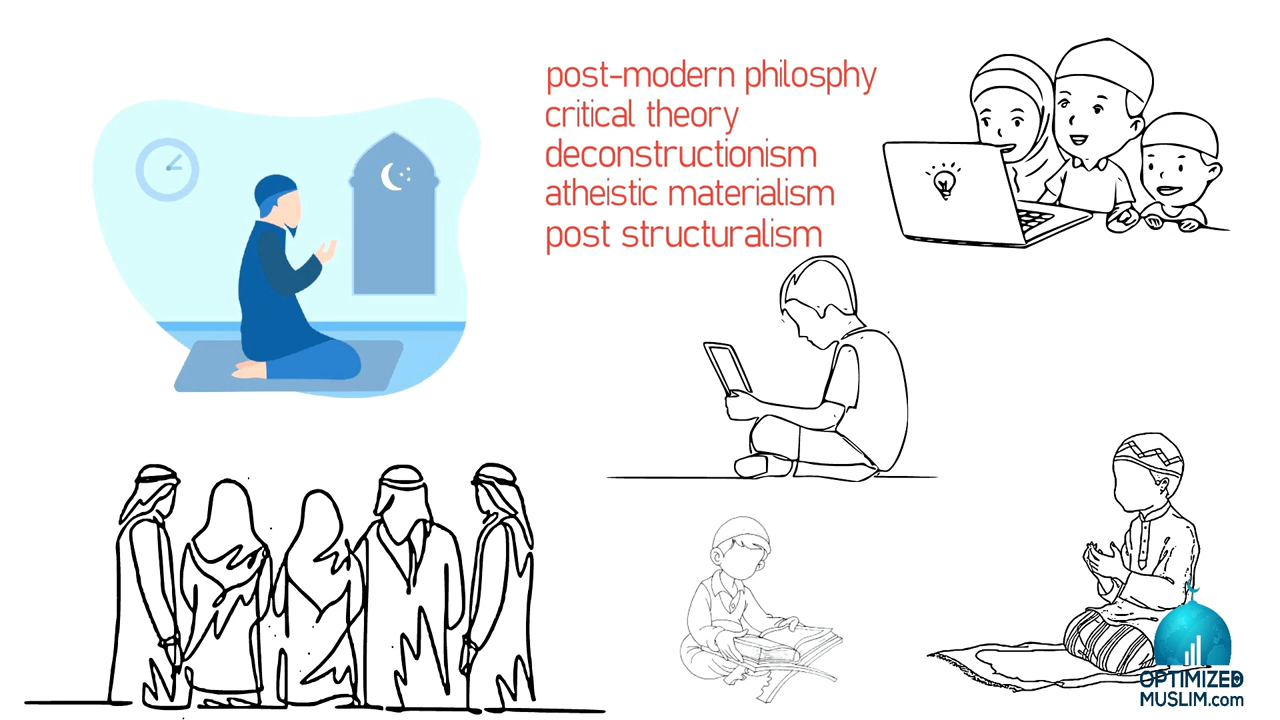 post-modern philosphy
critical theory
deconstructionism
atheistic materialism
post structuralism
OPTIMIZED
MUSLIM.com